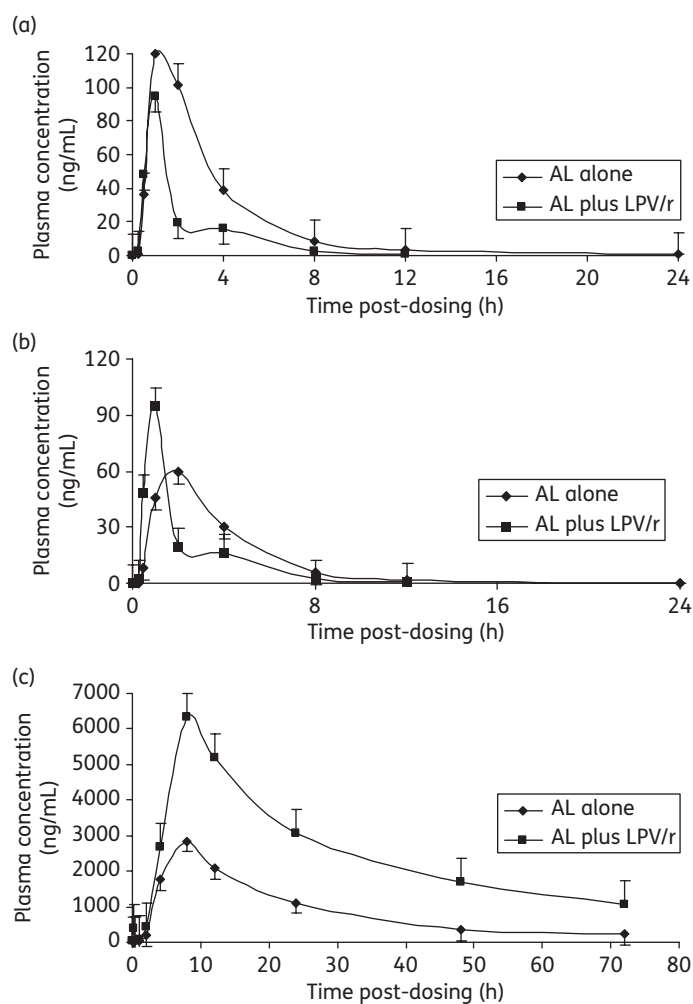 (a)
120
100
80
60
40
20
0
Plasma concentration
(ng/mL)
AL alone
AL plus LPV/r
0 4 8 12 16 20 24
Time post-dosing (h)
(b)
120
90
60
30
0
Plasma concentration
(ng/mL)
AL alone
AL plus LPV/r
0 8 16 24
Time post-dosing (h)
(c)
7000
6000
5000
4000
3000
2000
1000
0
Plasma concentration
(ng/mL)
AL alone
AL plus LPV/r
0 10 20 30 40 50 60 70 80
Time post-dosing (h)